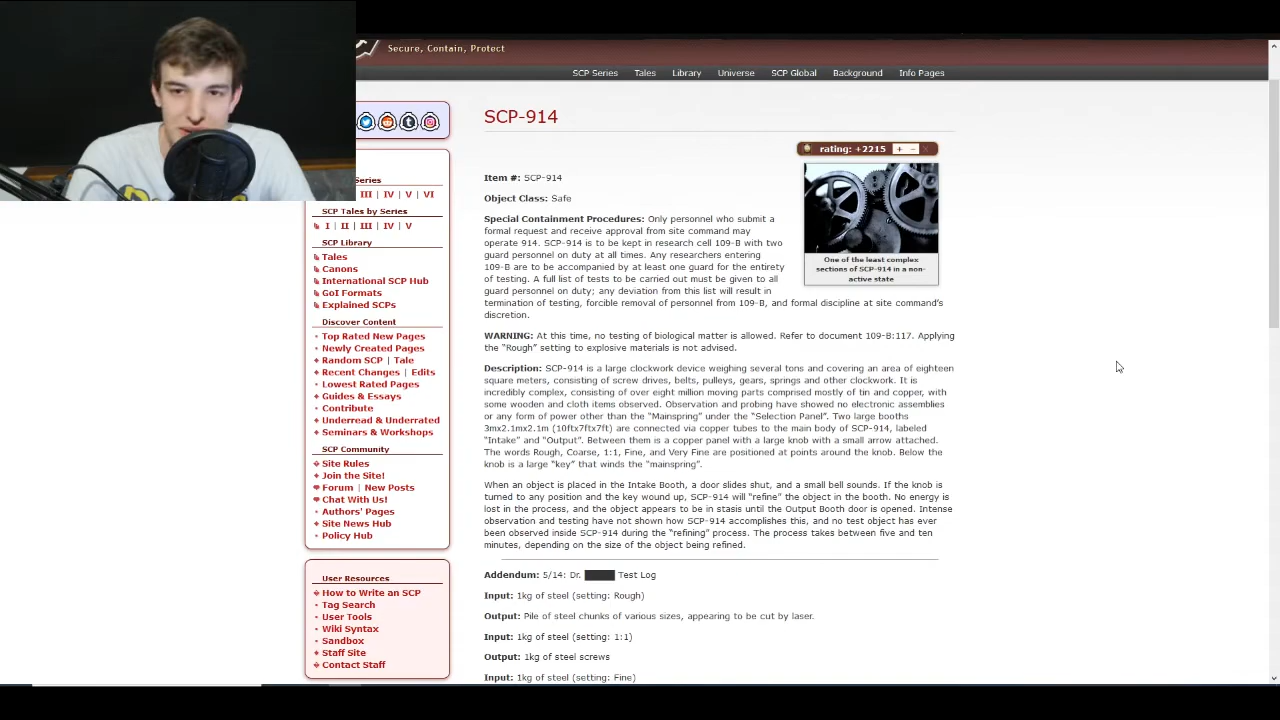 Secure, Contain, Protect
SCP Series
Tales
Library
Universe
SCP Global
Background
Info Pages
eries
III | IV | V | VI
SCP Tales by Series
I | II | III | IV | V
SCP Library
Tales
Canons
International SCP Hub
GoI Formats
Explained SCPs
Discover Content
Top Rated New Pages
Newly Created Pages
Random SCP | Tale
Recent Changes | Edits
Lowest Rated Pages
Guides & Essays
Contribute
Underread & Underrated
Seminars & Workshops
SCP Community
Site Rules
Join the Site!
Forum | New Posts
Chat With Us!
Authors' Pages
Site News Hub
Policy Hub
User Resources
How to Write an SCP
Tag Search
User Tools
Wiki Syntax
Sandbox
Staff Site
Contact Staff
SCP-914
rating: +2215 + − X
One of the least complex
sections of SCP-914 in a non-
active state
Item #: SCP-914
Object Class: Safe
Special Containment Procedures: Only personnel who submit a
formal request and receive approval from site command may
operate 914. SCP-914 is to be kept in research cell 109-B with two
guard personnel on duty at all times. Any researchers entering
109-B are to be accompanied by at least one guard for the entirety
of testing. A full list of tests to be carried out must be given to all
guard personnel on duty; any deviation from this list will result in
termination of testing, forcible removal of personnel from 109-B, and formal discipline at site command's
discretion.
WARNING: At this time, no testing of biological matter is allowed. Refer to document 109-B:117. Applying
the "Rough" setting to explosive materials is not advised.
Description: SCP-914 is a large clockwork device weighing several tons and covering an area of eighteen
square meters, consisting of screw drives, belts, pulleys, gears, springs and other clockwork. It is
incredibly complex, consisting of over eight million moving parts comprised mostly of tin and copper, with
some wooden and cloth items observed. Observation and probing have showed no electronic assemblies
or any form of power other than the "Mainspring" under the "Selection Panel". Two large booths
3mx2.1mx2.1m (10ftx7ftx7ft) are connected via copper tubes to the main body of SCP-914, labeled
"Intake" and "Output". Between them is a copper panel with a large knob with a small arrow attached.
The words Rough, Coarse, 1:1, Fine, and Very Fine are positioned at points around the knob. Below the
knob is a large "key" that winds the "mainspring".
When an object is placed in the Intake Booth, a door slides shut, and a small bell sounds. If the knob is
turned to any position and the key wound up, SCP-914 will "refine" the object in the booth. No energy is
lost in the process, and the object appears to be in stasis until the Output Booth door is opened. Intense
observation and testing have not shown how SCP-914 accomplishes this, and no test object has ever
been observed inside SCP-914 during the "refining" process. The process takes between five and ten
minutes, depending on the size of the object being refined.
Addendum: 5/14: Dr. Test Log
Input: 1kg of steel (setting: Rough)
Output: Pile of steel chunks of various sizes, appearing to be cut by laser.
Input: 1kg of steel (setting: 1:1)
Output: 1kg of steel screws
Input: 1kg of steel (setting: Fine)